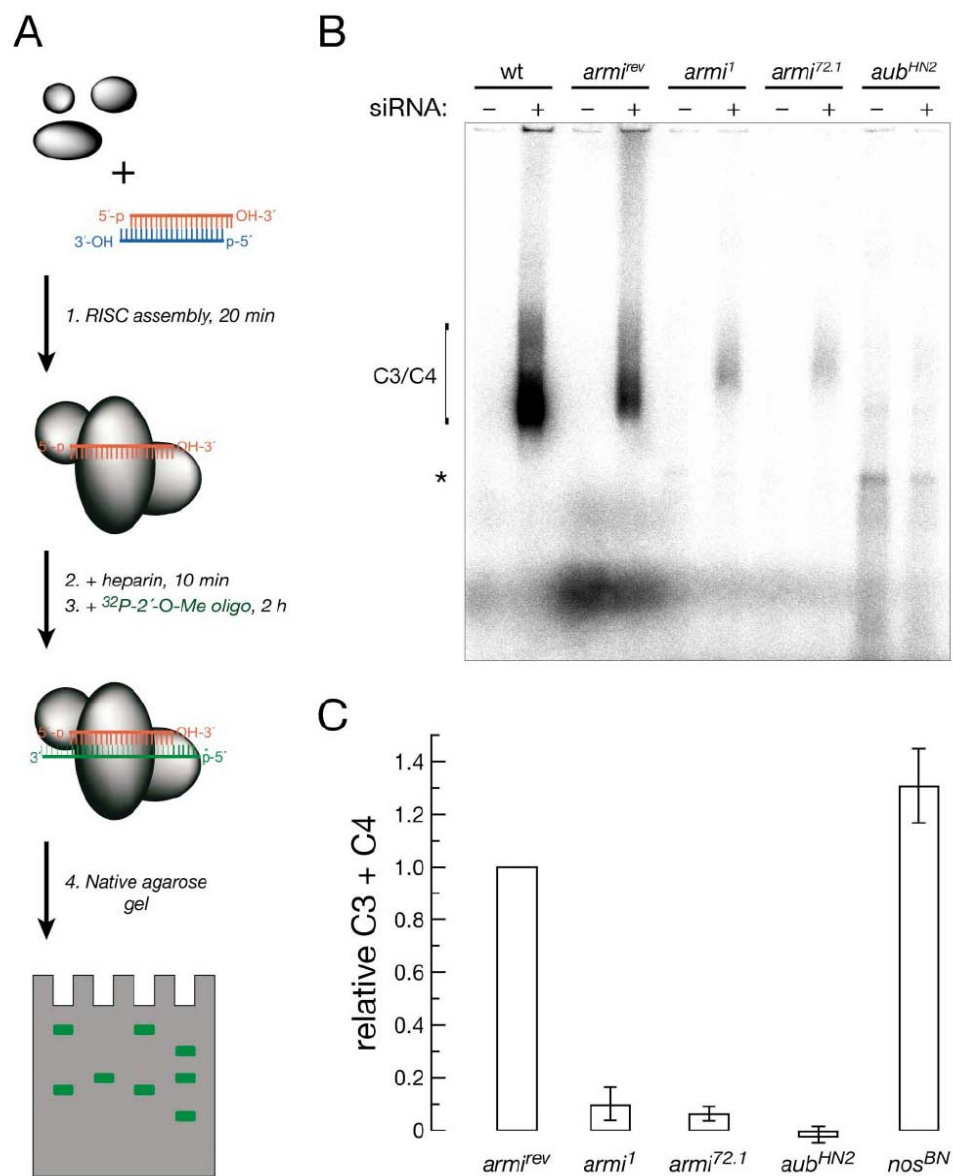 A
+
5´-p OH-3´
3´-OH p-5´
1. RISC assembly, 20 min
5´-p OH-3´
2. + heparin, 10 min
3. + ³²P-2´-O-Me oligo, 2 h
5´-p OH-3´
3´ p-5´
4. Native agarose
gel
B
wt armi^rev armi^1 armi^72.1 aub^HN2
siRNA: – + – + – + – + – +
C3/C4
*
C
relative C3 + C4
1.4
1.2
1.0
0.8
0.6
0.4
0.2
0
armi^rev armi^1 armi^72.1 aub^HN2 nos^BN